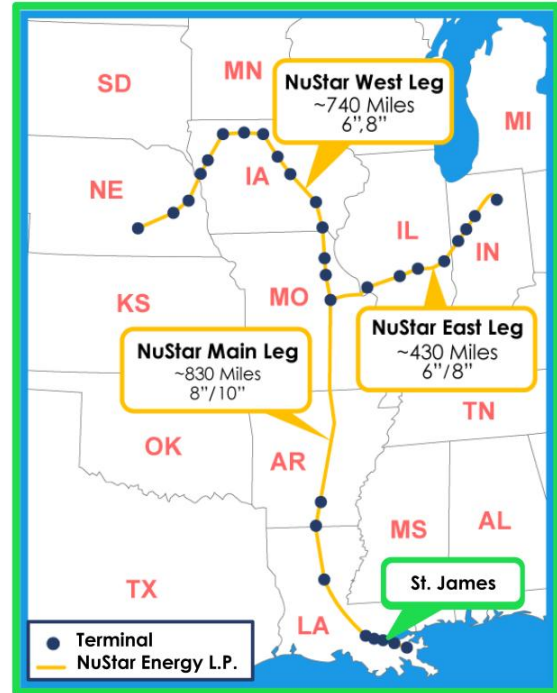 MN
SD
NuStar West Leg
~740 Miles
6”,8”
MI
IA
NE
IL
IN
MO
KS
NuStar Main Leg
~830 Miles
8”/10”
NuStar East Leg
~430 Miles
6”/8”
TN
OK
AR
MS
AL
TX
St. James
LA
Terminal
NuStar Energy L.P.